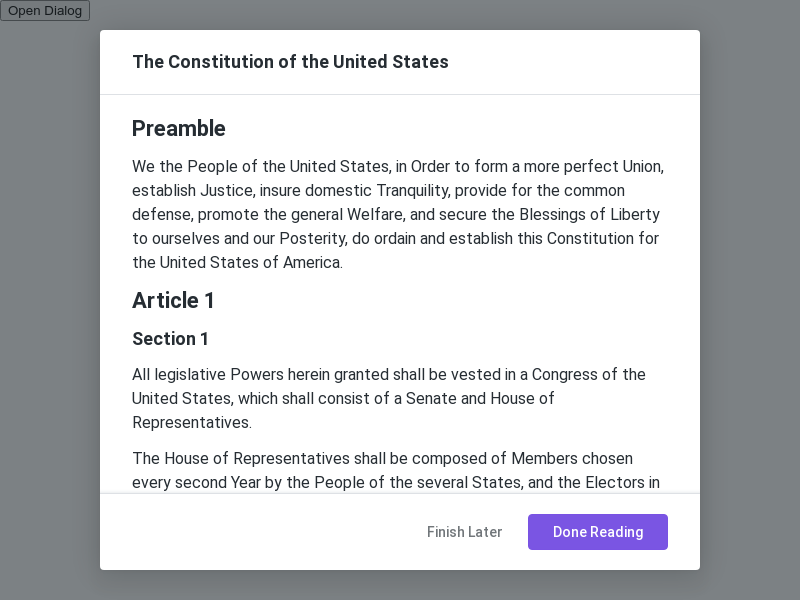 Open Dialog
The Constitution of the United States
Preamble
We the People of the United States, in Order to form a more perfect Union,
establish Justice, insure domestic Tranquility, provide for the common
defense, promote the general Welfare, and secure the Blessings of Liberty
to ourselves and our Posterity, do ordain and establish this Constitution for
the United States of America.
Article 1
Section 1
All legislative Powers herein granted shall be vested in a Congress of the
United States, which shall consist of a Senate and House of
Representatives.
The House of Representatives shall be composed of Members chosen
every second Year by the People of the several States, and the Electors in
Finish Later
Done Reading